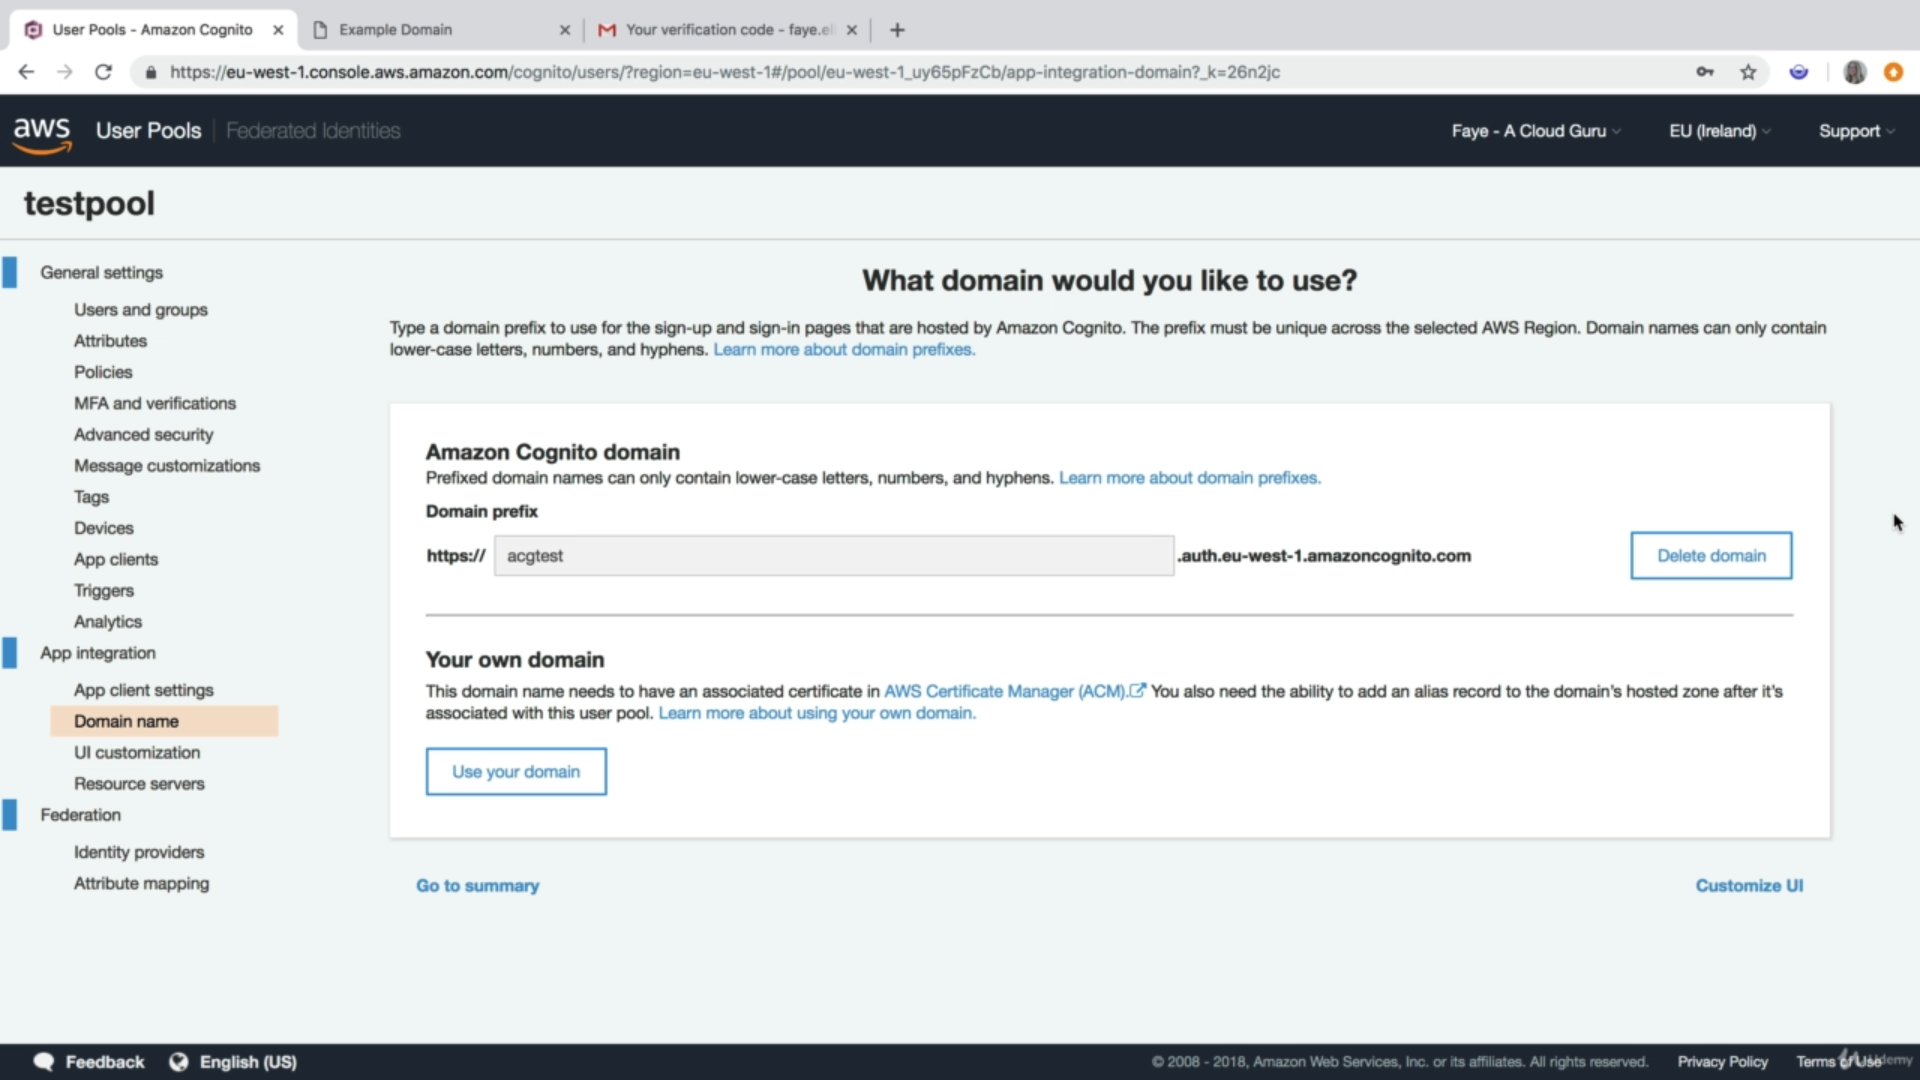 User Pools - Amazon Cognito
Example Domain
Your verification code - faye.el
https://eu-west-1.console.aws.amazon.com/cognito/users/?region=eu-west-1#/pool/eu-west-1_uy65pFzCb/app-integration-domain?_k=26n2jc
aws User Pools Federated Identities Faye - A Cloud Guru EU (Ireland) Support
testpool
General settings
Users and groups
Attributes
Policies
MFA and verifications
Advanced security
Message customizations
Tags
Devices
App clients
Triggers
Analytics
App integration
App client settings
Domain name
UI customization
Resource servers
Federation
Identity providers
Attribute mapping
What domain would you like to use?
Type a domain prefix to use for the sign-up and sign-in pages that are hosted by Amazon Cognito. The prefix must be unique across the selected AWS Region. Domain names can only contain
lower-case letters, numbers, and hyphens. Learn more about domain prefixes.
Amazon Cognito domain
Prefixed domain names can only contain lower-case letters, numbers, and hyphens. Learn more about domain prefixes.
Domain prefix
https:// acgtest .auth.eu-west-1.amazoncognito.com Delete domain
Your own domain
This domain name needs to have an associated certificate in AWS Certificate Manager (ACM). You also need the ability to add an alias record to the domain's hosted zone after it's
associated with this user pool. Learn more about using your own domain.
Use your domain
Go to summary Customize UI
Feedback English (US) © 2008 - 2018, Amazon Web Services, Inc. or its affiliates. All rights reserved. Privacy Policy Terms of Use